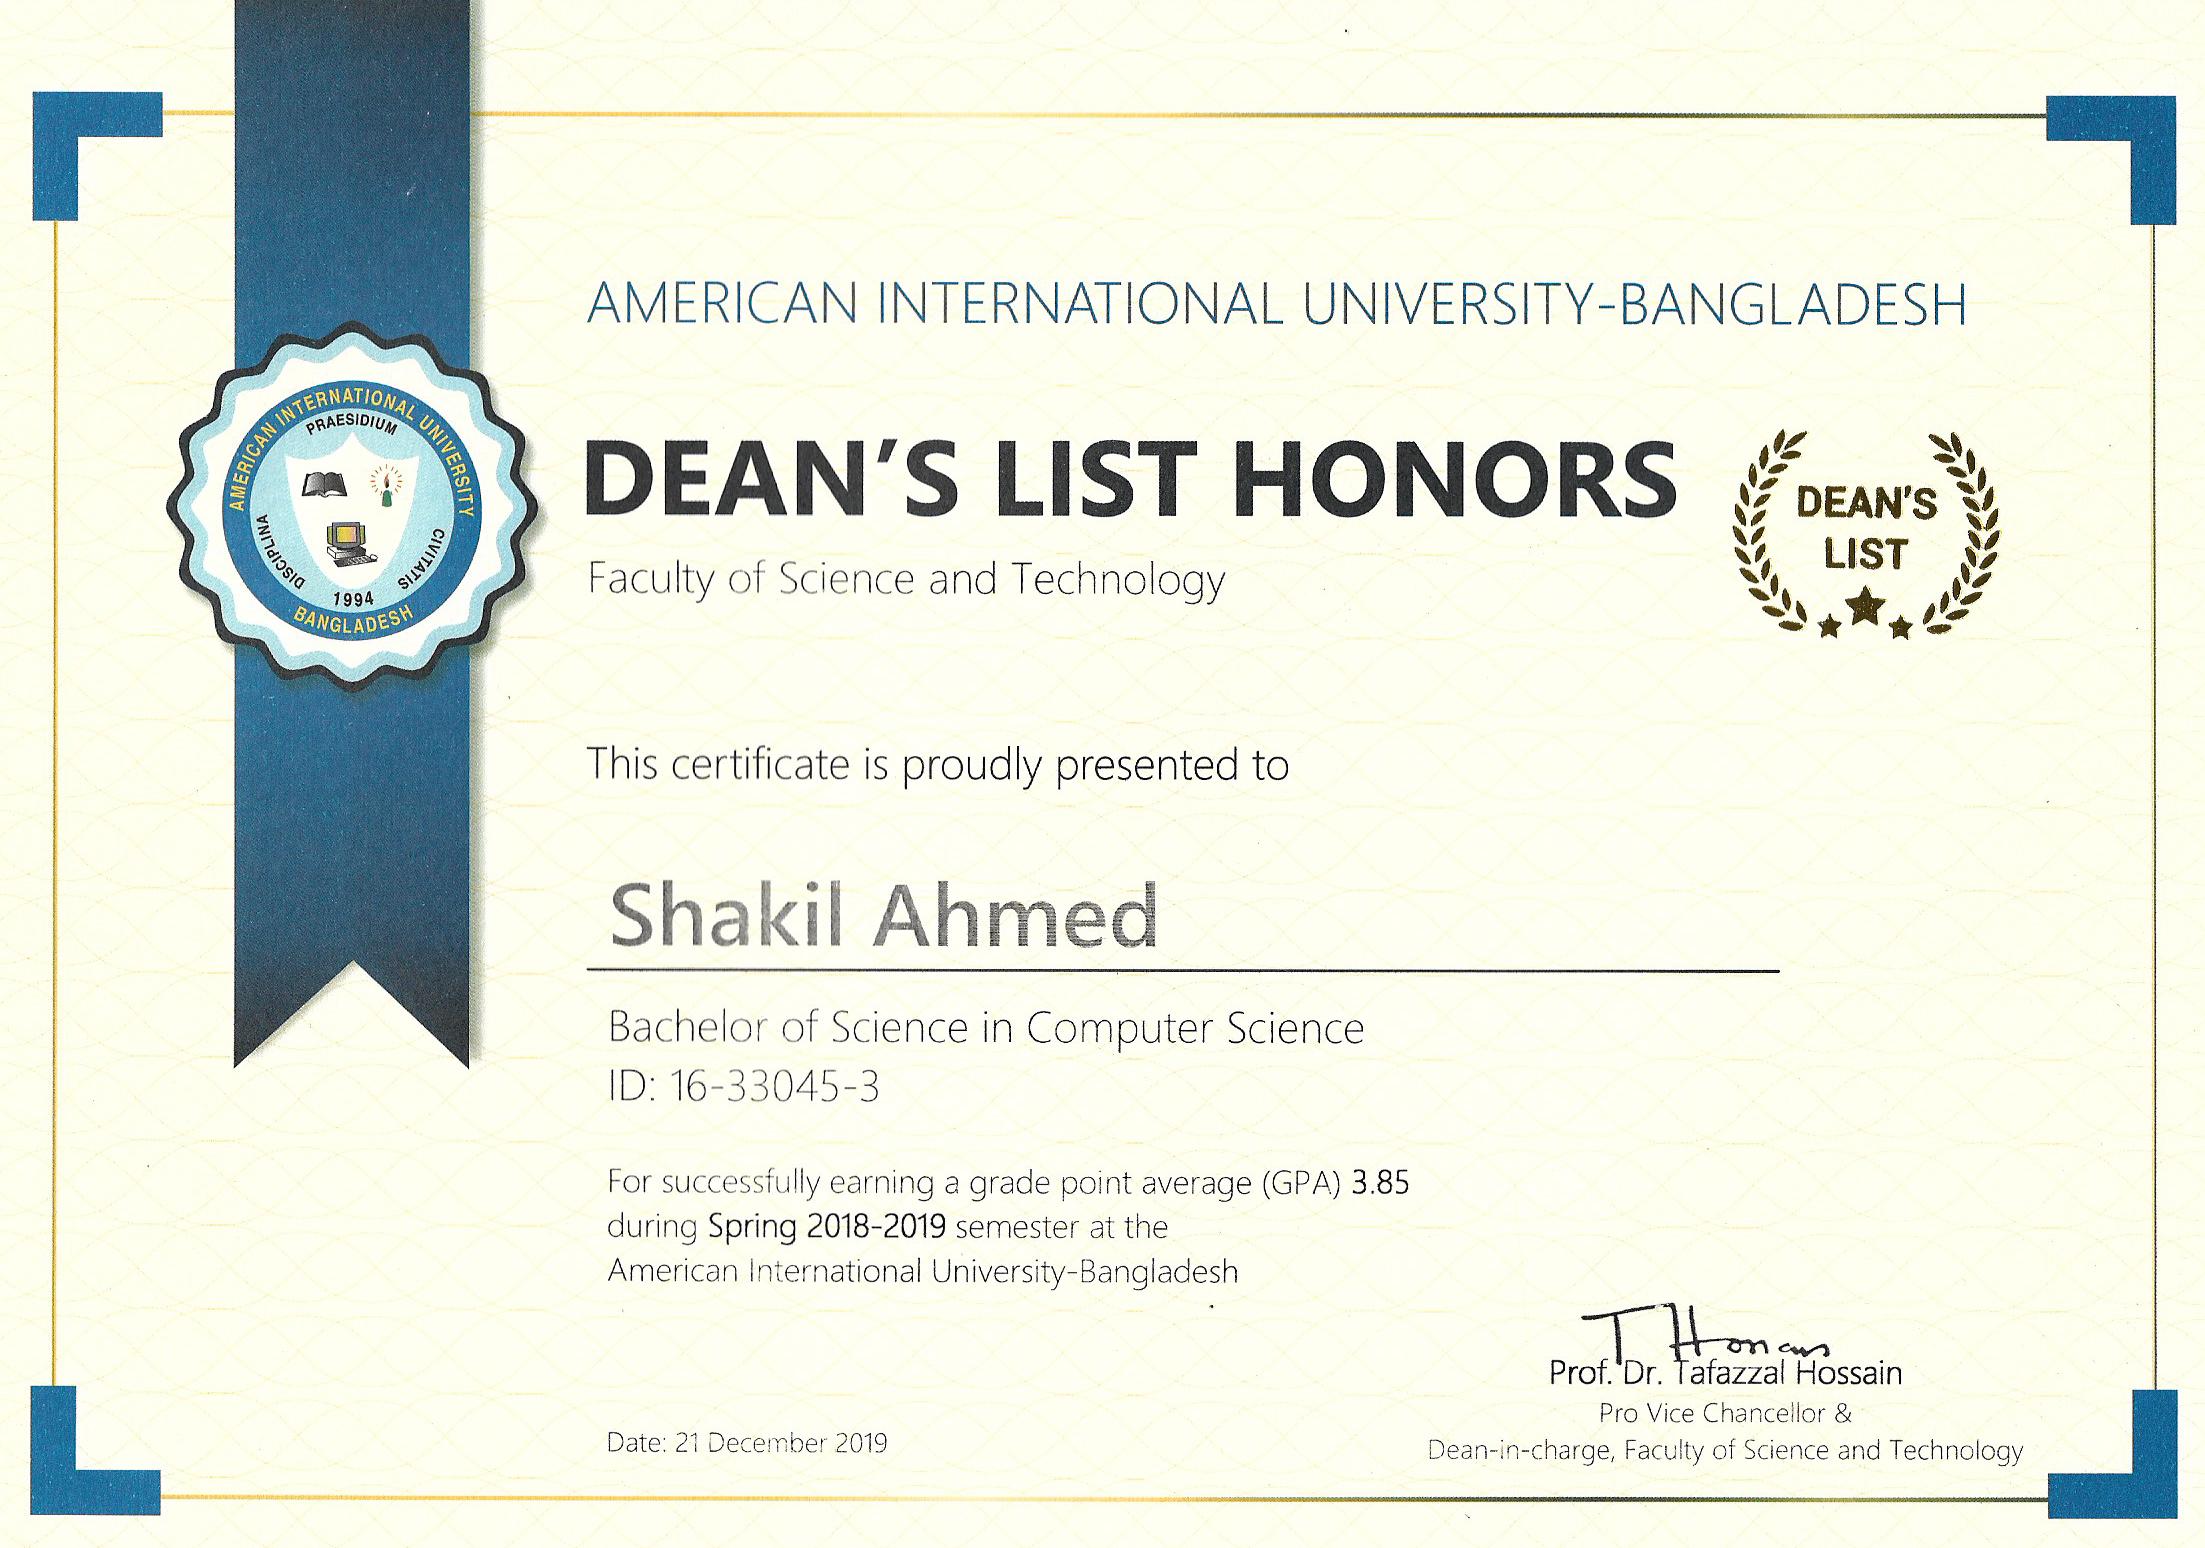 AMERICAN INTERNATIONAL UNIVERSITY-BANGLADESH
AMERICAN INTERNATIONAL UNIVERSITY
PRAESIDIUM
DISCIPLINA
CIVITATIS
1994
BANGLADESH
DEAN'S LIST HONORS
DEAN'S
LIST
Faculty of Science and Technology
This certificate is proudly presented to
Shakil Ahmed
Bachelor of Science in Computer Science
ID: 16-33045-3
For successfully earning a grade point average (GPA) 3.85
during Spring 2018-2019 semester at the
American International University-Bangladesh
Prof. Dr. Tafazzal Hossain
Pro Vice Chancellor &
Dean-in-charge, Faculty of Science and Technology
Date: 21 December 2019